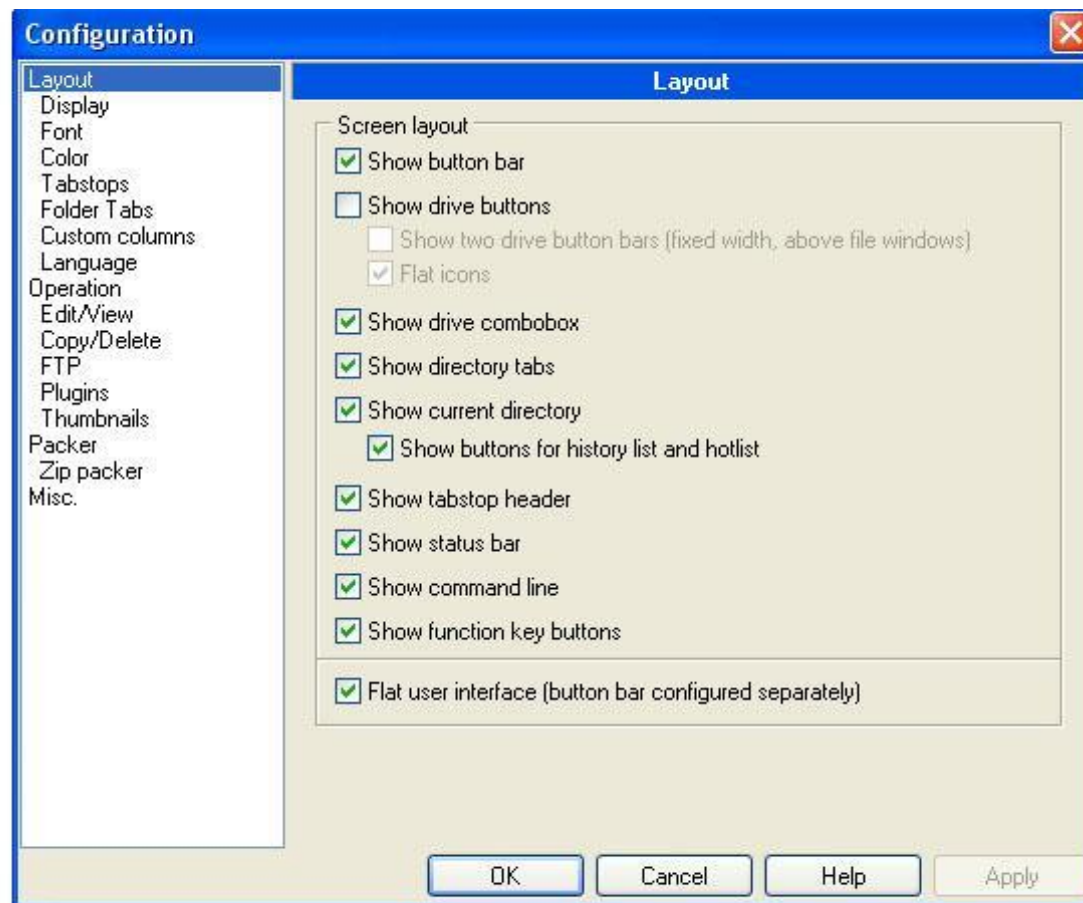 Configuration
Layout
Display
Font
Color
Tabstops
Folder Tabs
Custom columns
Language
Operation
Edit/View
Copy/Delete
FTP
Plugins
Thumbnails
Packer
Zip packer
Misc.
Layout
Screen layout
Show button bar
Show drive buttons
Show two drive button bars (fixed width, above file windows)
Flat icons
Show drive combobox
Show directory tabs
Show current directory
Show buttons for history list and hotlist
Show tabstop header
Show status bar
Show command line
Show function key buttons
Flat user interface (button bar configured separately)
OK
Cancel
Help
Apply